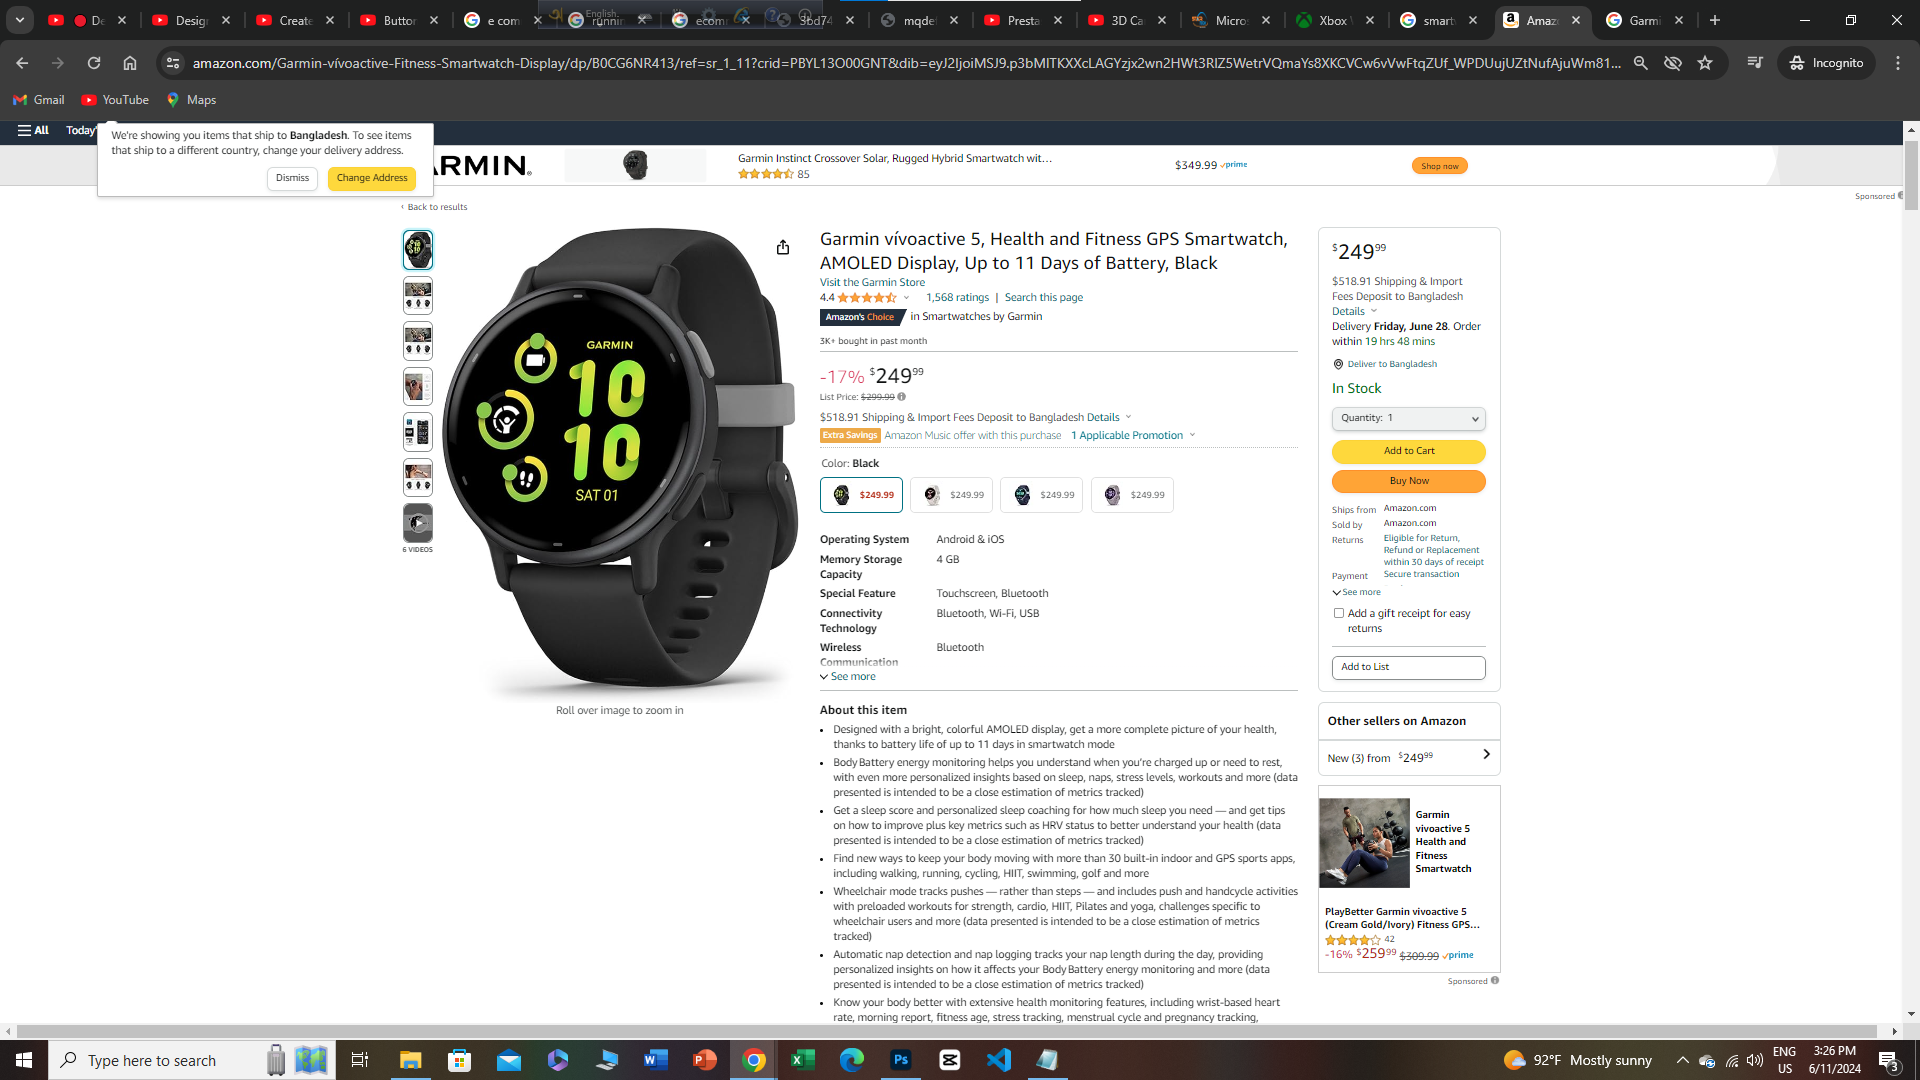 De
Design
Create
Button
e com
runnin
ecome
3bd74
mqdef
Presta
3D Ca
Micros
Xbox
smart
Amaz
Garmi
English
amazon.com/Garmin-vívoactive-Fitness-Smartwatch-Display/dp/B0CG6NR413/ref=sr_1_11?crid=PBYL13O00GNT&dib=eyJ2IjoiMSJ9.p3bMITKXXcLAGYzjx2wn2HWt3RIZ5WetrVQmaYs8XKCVCw6vVwFtqZUf_WPDUujUZtNufAjuWm81...
Incognito
Gmail YouTube Maps
All Today'
We're showing you items that ship to Bangladesh. To see items
that ship to a different country, change your delivery address.
Dismiss Change Address
ARMIN.
Garmin Instinct Crossover Solar, Rugged Hybrid Smartwatch wit...
85
$349.99 prime
Shop now
Sponsored
‹ Back to results
GARMIN
10
10
SAT 01
6 VIDEOS
Roll over image to zoom in
Garmin vívoactive 5, Health and Fitness GPS Smartwatch,
AMOLED Display, Up to 11 Days of Battery, Black
Visit the Garmin Store
4.4 1,568 ratings | Search this page
Amazon's Choice in Smartwatches by Garmin
3K+ bought in past month
-17% $249 99
List Price: $299.99
$518.91 Shipping & Import Fees Deposit to Bangladesh Details
Extra Savings Amazon Music offer with this purchase 1 Applicable Promotion
Color: Black
$249.99 $249.99 $249.99 $249.99
Operating System Android & iOS
Memory Storage 4 GB
Capacity
Special Feature Touchscreen, Bluetooth
Connectivity Bluetooth, Wi-Fi, USB
Technology
Wireless Bluetooth
Communication
See more
About this item
• Designed with a bright, colorful AMOLED display, get a more complete picture of your health,
thanks to battery life of up to 11 days in smartwatch mode
• Body Battery energy monitoring helps you understand when you're charged up or need to rest,
with even more personalized insights based on sleep, naps, stress levels, workouts and more (data
presented is intended to be a close estimation of metrics tracked)
• Get a sleep score and personalized sleep coaching for how much sleep you need — and get tips
on how to improve plus key metrics such as HRV status to better understand your health (data
presented is intended to be a close estimation of metrics tracked)
• Find new ways to keep your body moving with more than 30 built-in indoor and GPS sports apps,
including walking, running, cycling, HIIT, swimming, golf and more
• Wheelchair mode tracks pushes — rather than steps — and includes push and handcycle activities
with preloaded workouts for strength, cardio, HIIT, Pilates and yoga, challenges specific to
wheelchair users and more (data presented is intended to be a close estimation of metrics
tracked)
• Automatic nap detection and nap logging tracks your nap length during the day, providing
personalized insights on how it affects your Body Battery energy monitoring and more (data
presented is intended to be a close estimation of metrics tracked)
• Know your body better with extensive health monitoring features, including wrist-based heart
rate, morning report, fitness age, stress tracking, menstrual cycle and pregnancy tracking,
$249 99
$518.91 Shipping & Import
Fees Deposit to Bangladesh
Details
Delivery Friday, June 28. Order
within 19 hrs 48 mins
Deliver to Bangladesh
In Stock
Quantity: 1
Add to Cart
Buy Now
Ships from Amazon.com
Sold by Amazon.com
Returns Eligible for Return,
Refund or Replacement
within 30 days of receipt
Payment Secure transaction
See more
Add a gift receipt for easy
returns
Add to List
Other sellers on Amazon
New (3) from $249 99
Garmin
vivoactive 5
Health and
Fitness
Smartwatch
PlayBetter Garmin vivoactive 5
(Cream Gold/Ivory) Fitness GPS...
42
-16% $259 99 $309.99 prime
Sponsored
Type here to search
92°F Mostly sunny
ENG
US
3:26 PM
6/11/2024
3